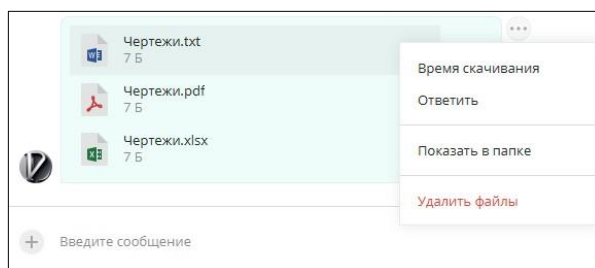 Чертежи.txt
7 Б
Чертежи.pdf
7 Б
Чертежи.xlsx
7 Б
Время скачивания
Ответить
Показать в папке
Удалить файлы
Введите сообщение